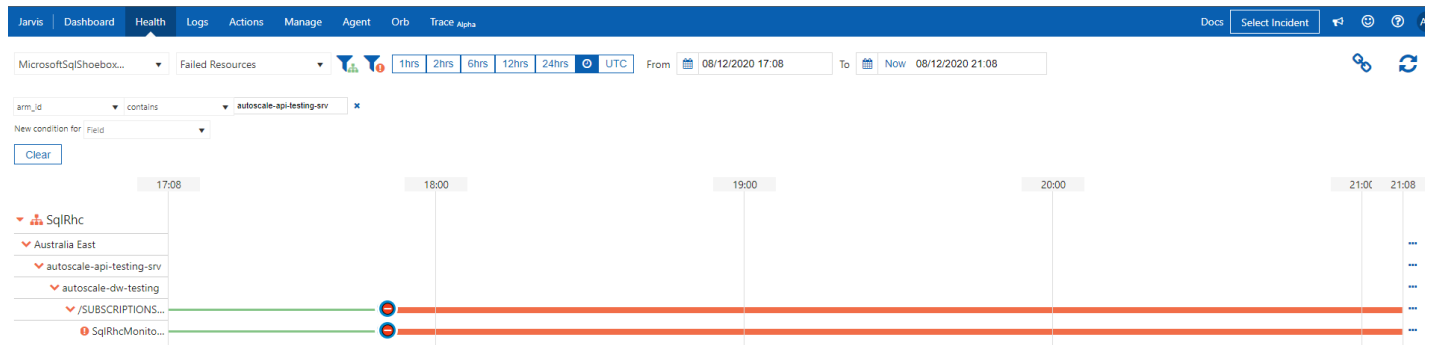 Jarvis Dashboard Health Logs Actions Manage Agent Orb Trace Alpha Docs Select Incident
MicrosoftSqlShoebox... Failed Resources 1hrs 2hrs 6hrs 12hrs 24hrs UTC From 08/12/2020 17:08 To Now 08/12/2020 21:08
arm_id contains autoscale-api-testing-srv
New condition for Field
Clear
17:08 18:00 19:00 20:00 21:00 21:08
SqlRhc
Australia East
autoscale-api-testing-srv
autoscale-dw-testing
/SUBSCRIPTIONS...
SqlRhcMonito...